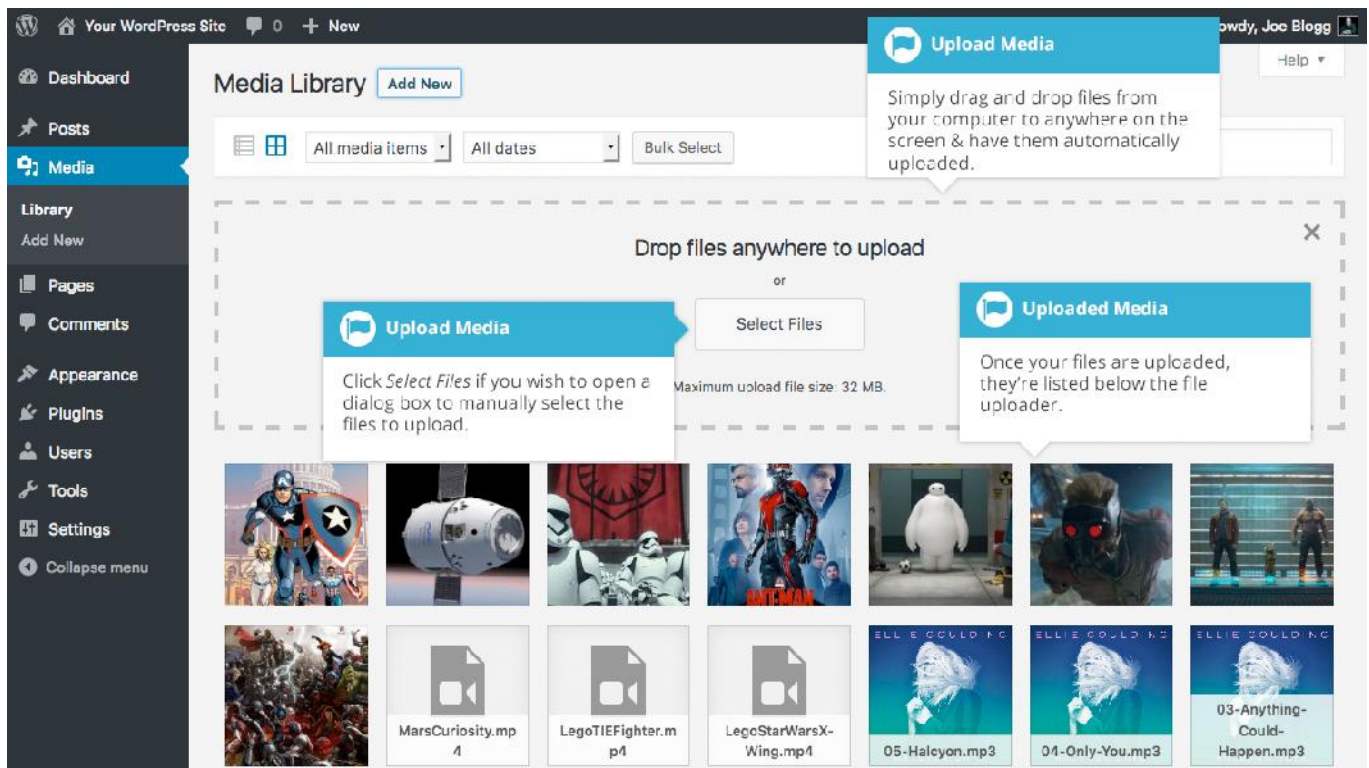 Your WordPress Site 0 + New
owdy, Joe Blogg
Dashboard
Posts
Media
Library
Add New
Pages
Comments
Appearance
Plugins
Users
Tools
Settings
Collapse menu
Media Library Add New
Help
All media items All dates Bulk Select
Upload Media
Simply drag and drop files from
your computer to anywhere on the
screen & have them automatically
uploaded.
Drop files anywhere to upload
or
Select Files
Maximum upload file size: 32 MB.
Upload Media
Click Select Files if you wish to open a
dialog box to manually select the
files to upload.
Uploaded Media
Once your files are uploaded,
they're listed below the file
uploader.
ANT-MAN
MarsCuriosity.mp
4
LegoTIEFighter.m
p4
LegoStarWarsX-
Wing.mp4
ELLIE GOULDING
05-Halcyon.mp3
ELLIE GOULDING
04-Only-You.mp3
ELLIE GOULDING
03-Anything-
Could-
Happen.mp3